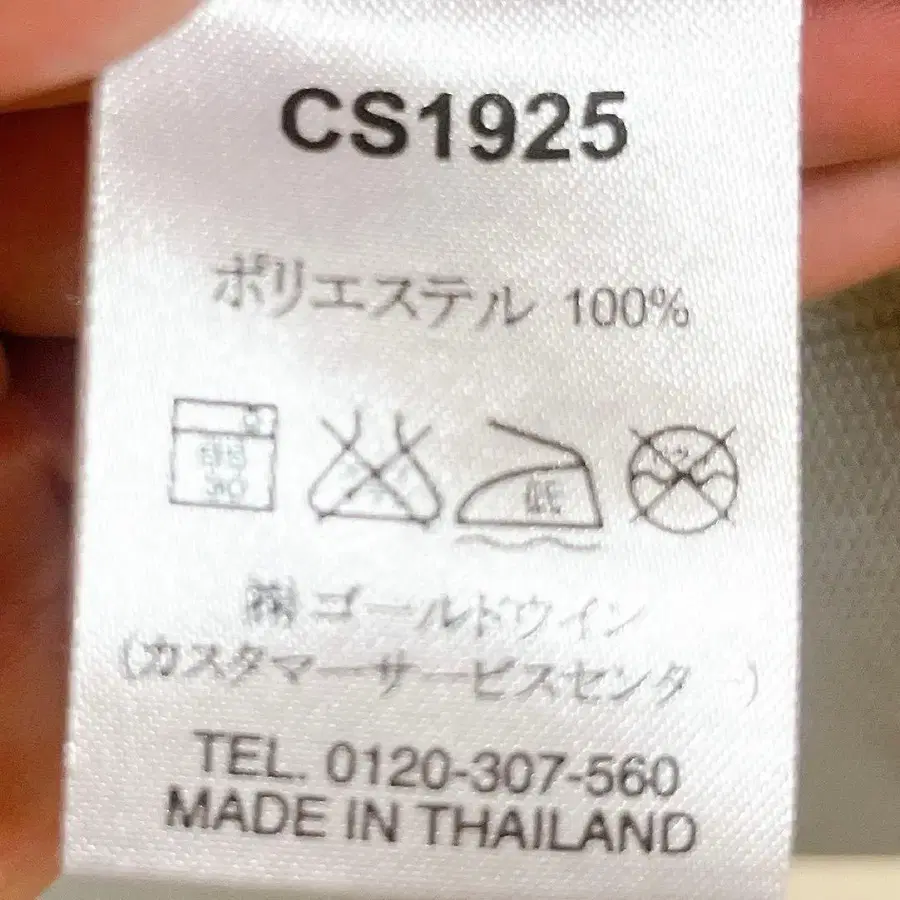 CS1925
ポリエステル 100%
低
㈱ ゴールドウイン
(カスタマーサービスセンター)
TEL. 0120-307-560
MADE IN THAILAND